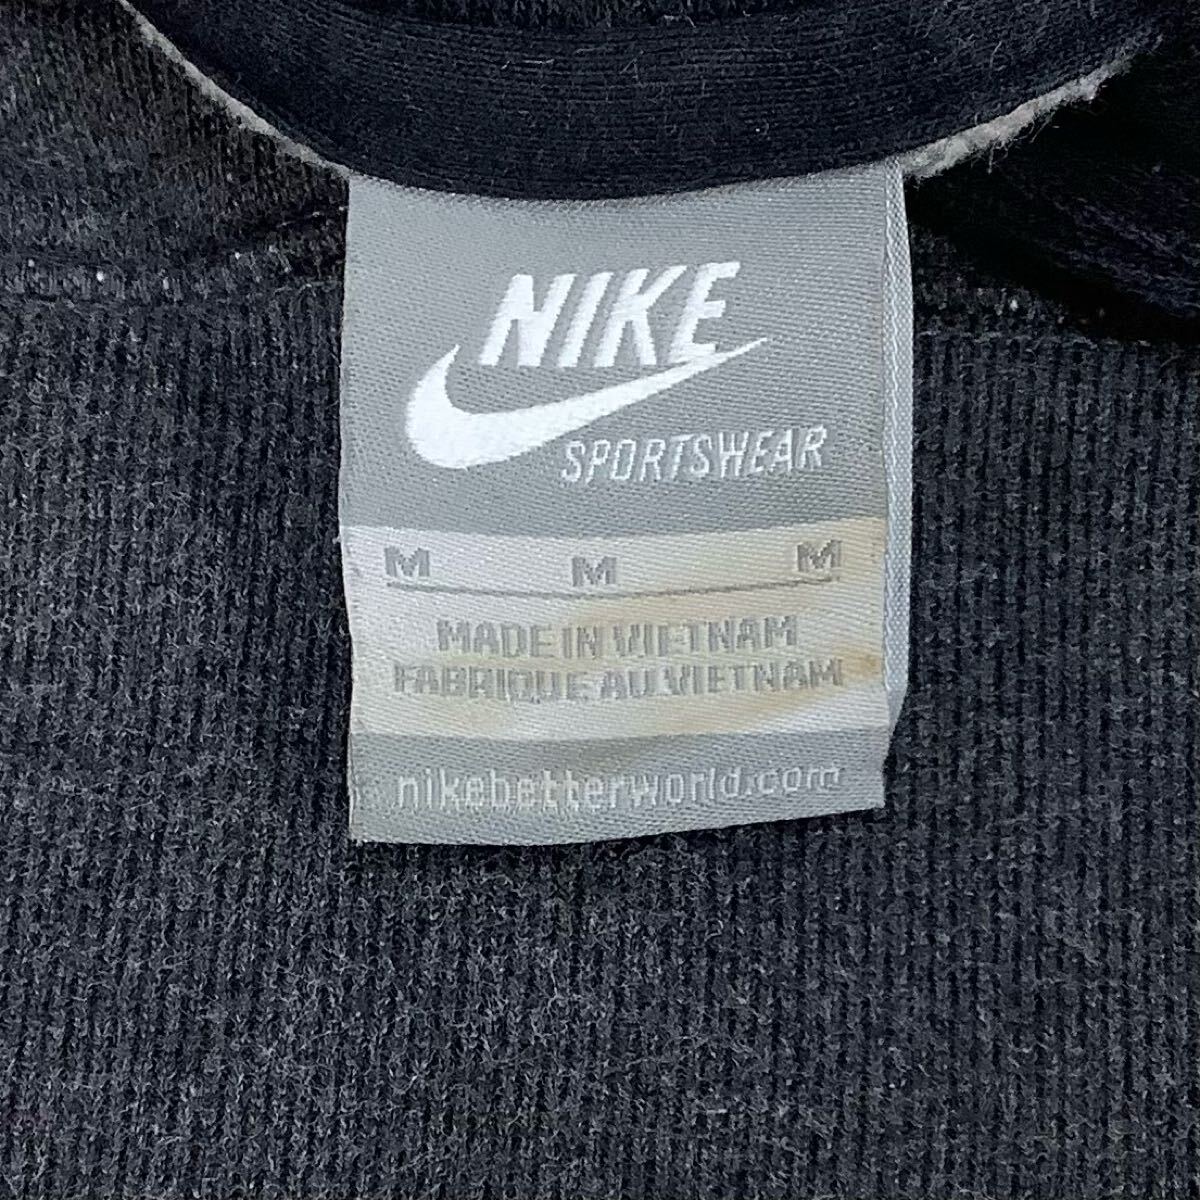 NIKE
SPORTSWEAR
M M M
MADE IN VIETNAM
FABRIQUE AU VIETNAM
nikebetterworld.com